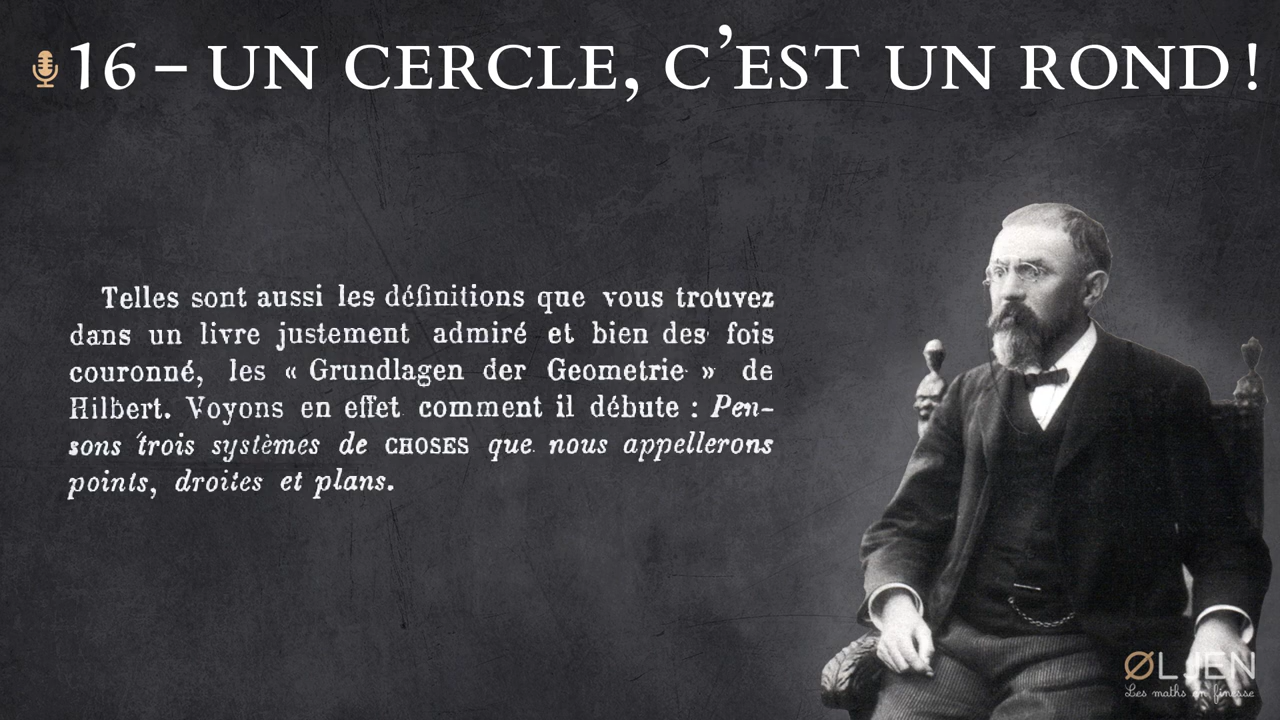 16 – UN CERCLE, C’EST UN ROND !
Telles sont aussi les définitions que vous trouvez
dans un livre justement admiré et bien des fois
couronné, les « Grundlagen der Geometrie » de
Hilbert. Voyons en effet comment il débute : Pen-
sons trois systèmes de CHOSES que nous appellerons
points, droites et plans.
ØLJEN
Les maths en finesse